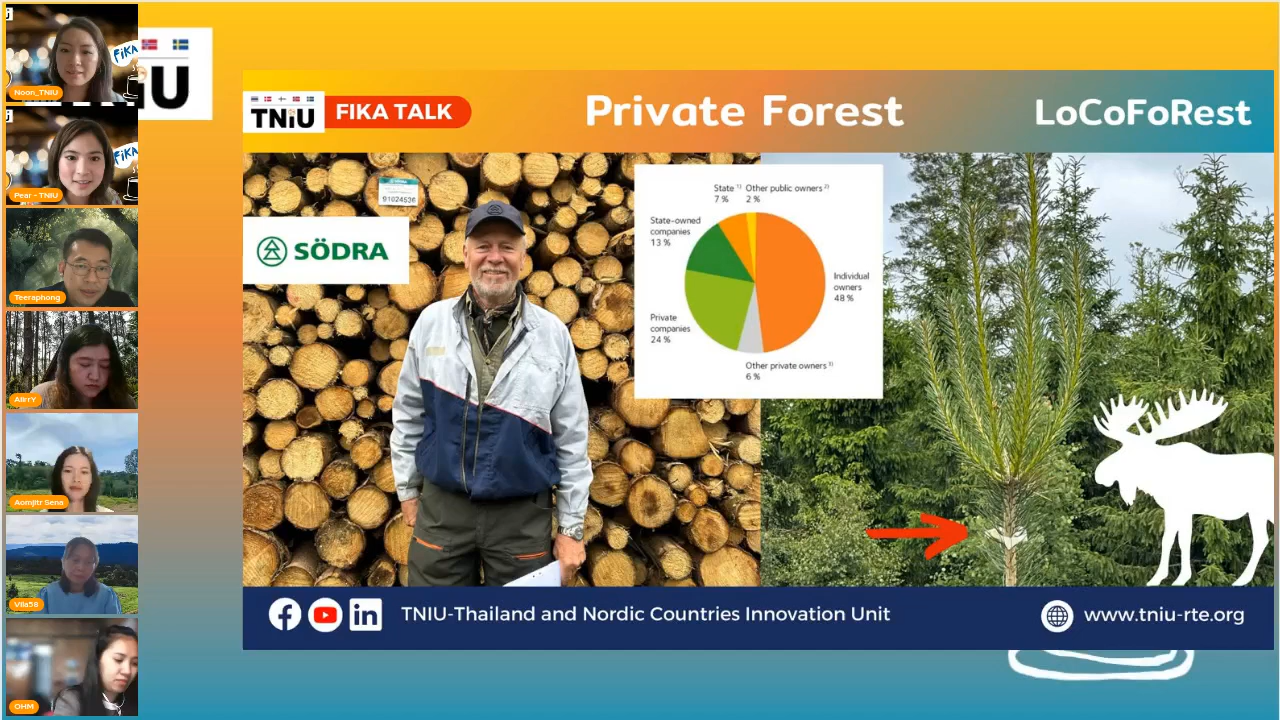 Noon_TNIU
FiKA
Pear - TNIU
FiKA
Teeraphong
AlirrY
Aomjitr Sena
Vila58
OHM
TNiU
FIKA TALK
Private Forest
LoCoFoRest
91024536
SÖDRA
State 1)
7 %
Other public owners 2)
2 %
State-owned
companies
13 %
Individual
owners
48 %
Private
companies
24 %
Other private owners 3)
6 %
TNIU-Thailand and Nordic Countries Innovation Unit
www.tniu-rte.org